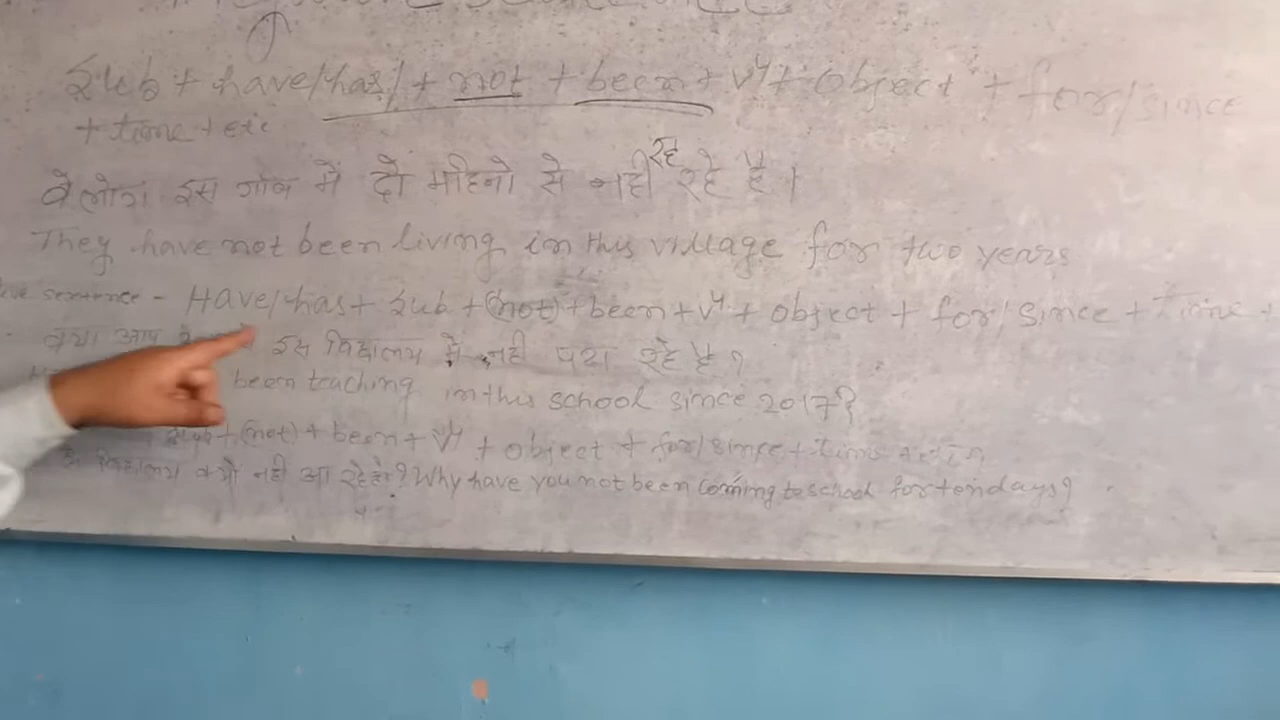 Sub + have/has/ + not + been + v⁴ + object + for/since
+ time + etc
वे लोग इस गांव में दो महिनो से नही रह रहे है ।
They have not been living in this village for two years
sentence - Have/has + Sub + (not) + been + v⁴ + object + for/since + time +
क्या आप इस विद्यालय में नही पढा रहे है ?
been teaching in this school since 2017?
Sub + (not) + been + v⁴ + object + for/since + time
विद्यालय क्यो नही आ रहे हो? Why have you not been coming to school for ten days?